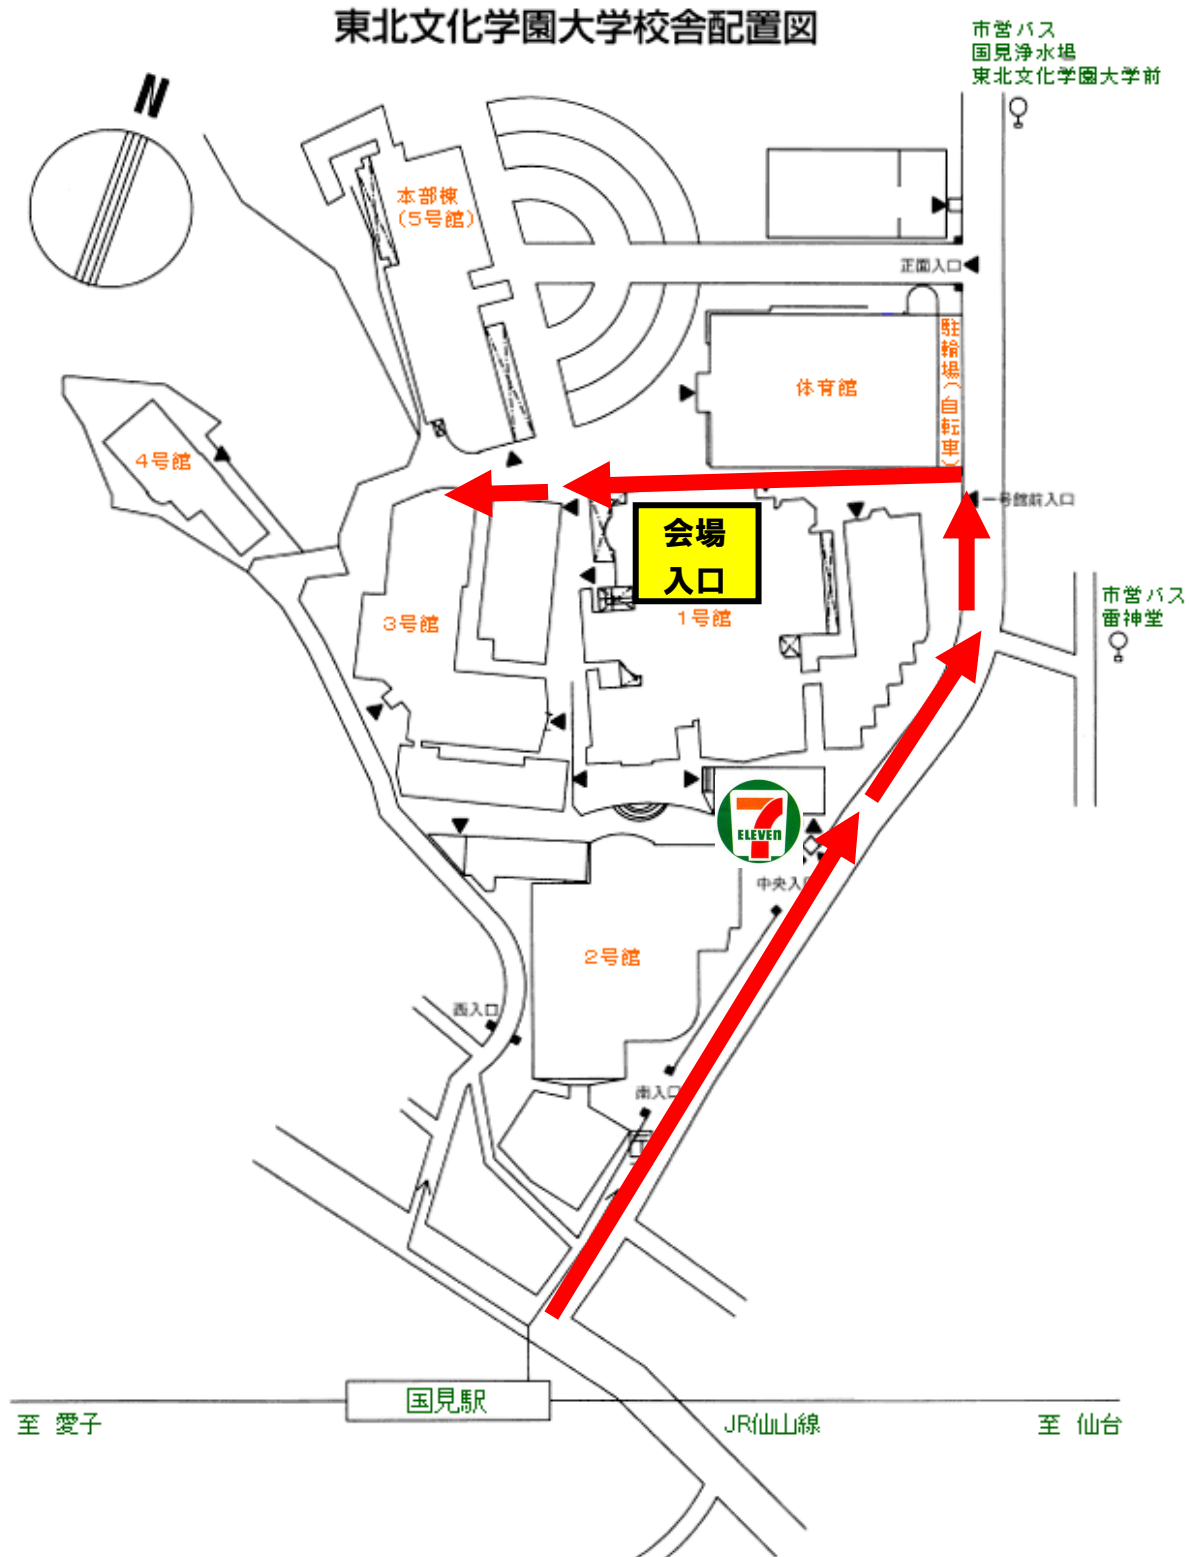 東北文化学園大学校舎配置図
市営バス
国見浄水場
東北文化学園大学前
N
本部棟
(5号館)
正面入口
駐輪場(自転車)
体育館
4号館
一号館前入口
会場
入口
市営バス
雷神堂
3号館
1号館
7
ELEVEn
中央入口
2号館
西入口
南入口
国見駅
至 愛子
JR仙山線
至 仙台